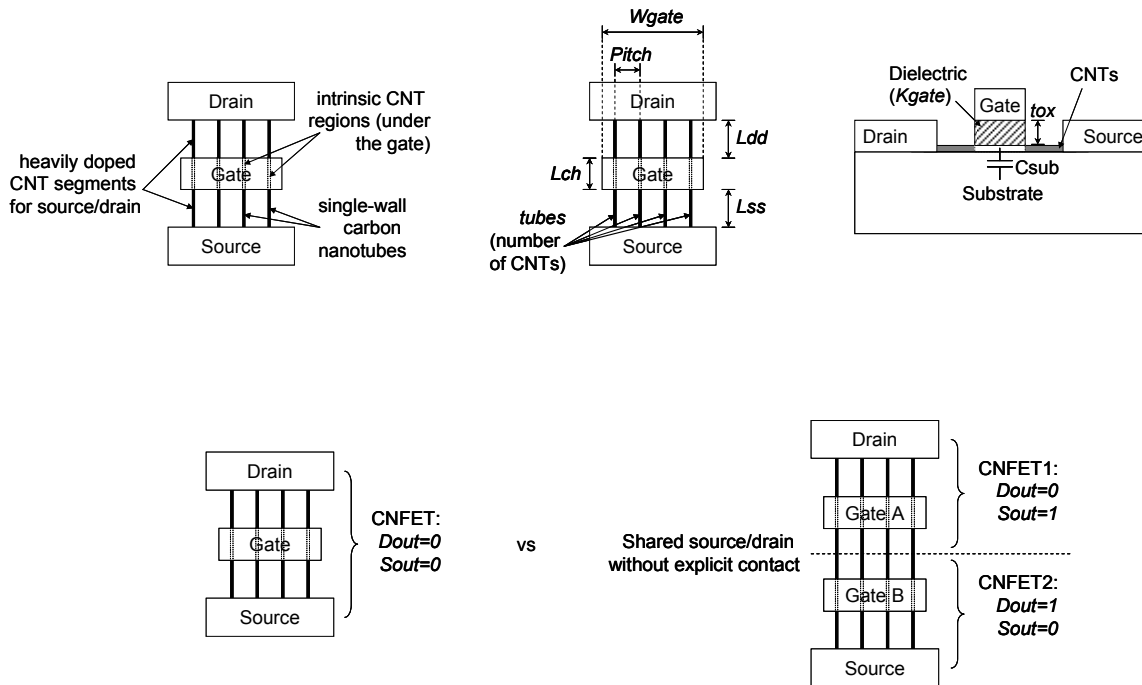 Drain
Gate
Source
intrinsic CNT
regions (under
the gate)
heavily doped
CNT segments
for source/drain
single-wall
carbon
nanotubes
Wgate
Pitch
Drain
Ldd
Lch
Gate
Lss
tubes
(number
of CNTs)
Source
Dielectric
(Kgate)
CNTs
Gate
tox
Drain
Source
Csub
Substrate
Drain
Gate
Source
CNFET:
Dout=0
Sout=0
vs
Shared source/drain
without explicit contact
Drain
Gate A
Gate B
Source
CNFET1:
Dout=0
Sout=1
CNFET2:
Dout=1
Sout=0